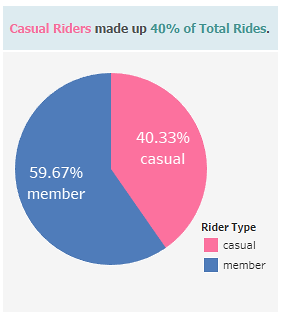 Casual Riders made up 40% of Total Rides.
40.33%
casual
59.67%
member
Rider Type
casual
member